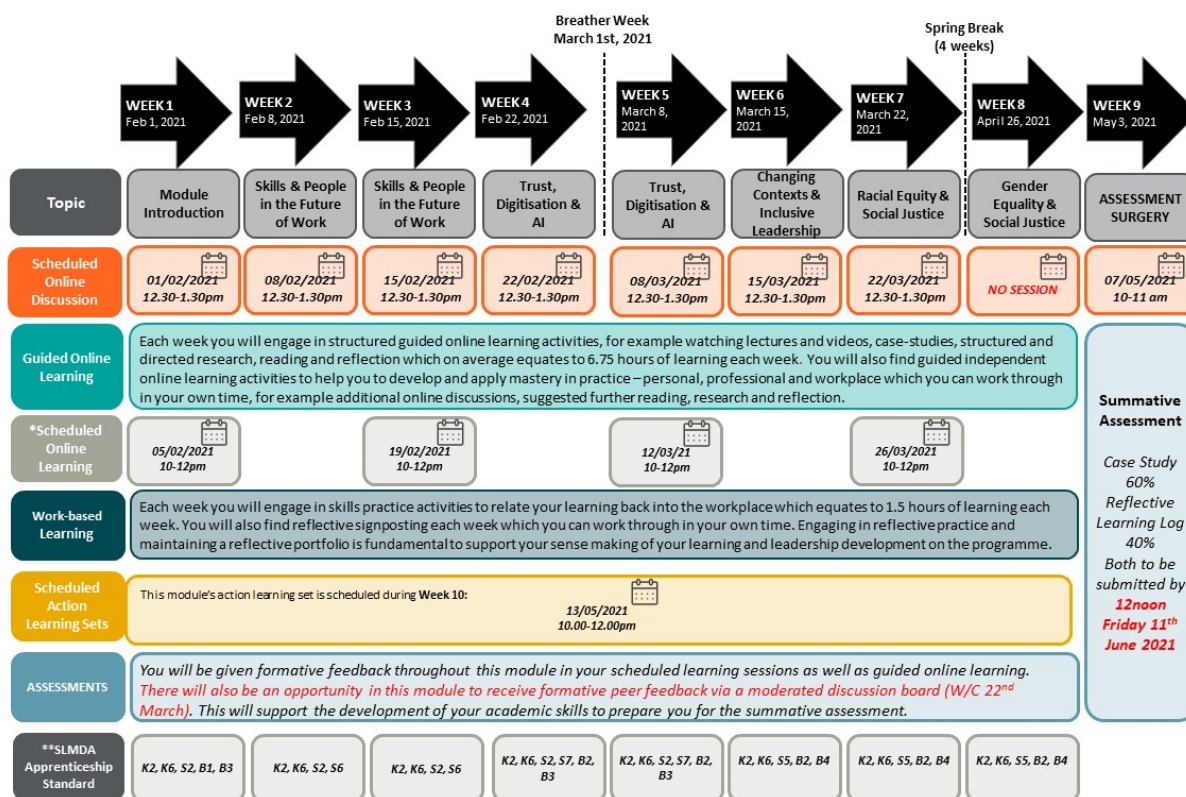 Breather Week
March 1st, 2021
Spring Break
(4 weeks)
WEEK 1
Feb 1, 2021
WEEK 2
Feb 8, 2021
WEEK 3
Feb 15, 2021
WEEK 4
Feb 22, 2021
WEEK 5
March 8,
2021
WEEK 6
March 15,
2021
WEEK 7
March 22,
2021
WEEK 8
April 26, 2021
WEEK 9
May 3, 2021
Topic
Module
Introduction
Skills & People
in the Future
of Work
Skills & People
in the Future
of Work
Trust,
Digitisation &
AI
Trust,
Digitisation &
AI
Changing
Contexts &
Inclusive
Leadership
Racial Equity &
Social Justice
Gender
Equality &
Social Justice
ASSESSMENT
SURGERY
Scheduled
Online
Discussion
01/02/2021
12.30-1.30pm
08/02/2021
12.30-1.30pm
15/02/2021
12.30-1.30pm
22/02/2021
12.30-1.30pm
08/03/2021
12.30-1.30pm
15/03/2021
12.30-1.30pm
22/03/2021
12.30-1.30pm
NO SESSION
07/05/2021
10-11 am
Guided Online
Learning
Each week you will engage in structured guided online learning activities, for example watching lectures and videos, case-studies, structured and
directed research, reading and reflection which on average equates to 6.75 hours of learning each week. You will also find guided independent
online learning activities to help you to develop and apply mastery in practice – personal, professional and workplace which you can work through
in your own time, for example additional online discussions, suggested further reading, research and reflection.
*Scheduled
Online
Learning
05/02/2021
10-12pm
19/02/2021
10-12pm
12/03/21
10-12pm
26/03/2021
10-12pm
Work-based
Learning
Each week you will engage in skills practice activities to relate your learning back into the workplace which equates to 1.5 hours of learning each
week. You will also find reflective signposting each week which you can work through in your own time. Engaging in reflective practice and
maintaining a reflective portfolio is fundamental to support your sense making of your learning and leadership development on the programme.
Scheduled
Action
Learning Sets
This module's action learning set is scheduled during Week 10:
13/05/2021
10.00-12.00pm
ASSESSMENTS
You will be given formative feedback throughout this module in your scheduled learning sessions as well as guided online learning.
There will also be an opportunity in this module to receive formative peer feedback via a moderated discussion board (W/C 22nd
March). This will support the development of your academic skills to prepare you for the summative assessment.
Summative
Assessment
Case Study
60%
Reflective
Learning Log
40%
Both to be
submitted by
12noon
Friday 11th
June 2021
**SLMDA
Apprenticeship
Standard
K2, K6, S2, B1, B3
K2, K6, S2, S6
K2, K6, S2, S6
K2, K6, S2, S7, B2,
B3
K2, K6, S2, S7, B2,
B3
K2, K6, S5, B2, B4
K2, K6, S5, B2, B4
K2, K6, S5, B2, B4